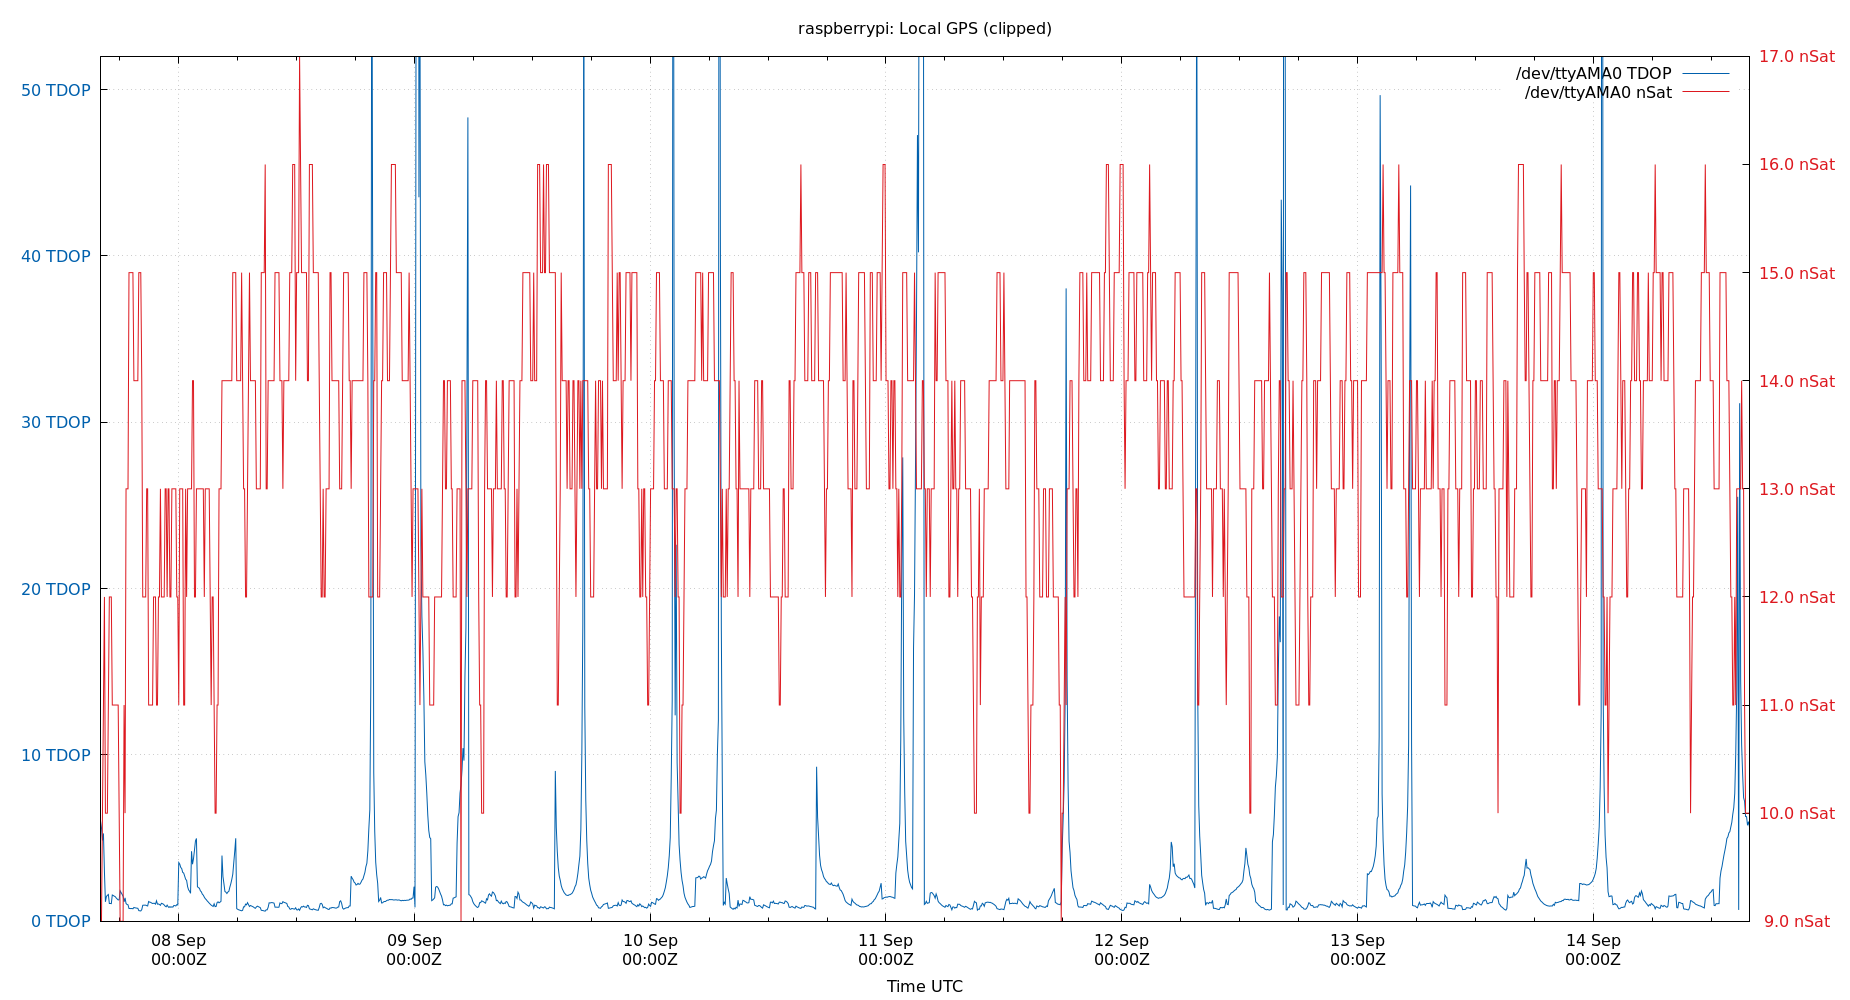 raspberrypi: Local GPS (clipped)
/dev/ttyAMA0 TDOP
/dev/ttyAMA0 nSat
50 TDOP
40 TDOP
30 TDOP
20 TDOP
10 TDOP
0 TDOP
17.0 nSat
16.0 nSat
15.0 nSat
14.0 nSat
13.0 nSat
12.0 nSat
11.0 nSat
10.0 nSat
9.0 nSat
08 Sep
00:00Z
09 Sep
00:00Z
10 Sep
00:00Z
11 Sep
00:00Z
12 Sep
00:00Z
13 Sep
00:00Z
14 Sep
00:00Z
Time UTC